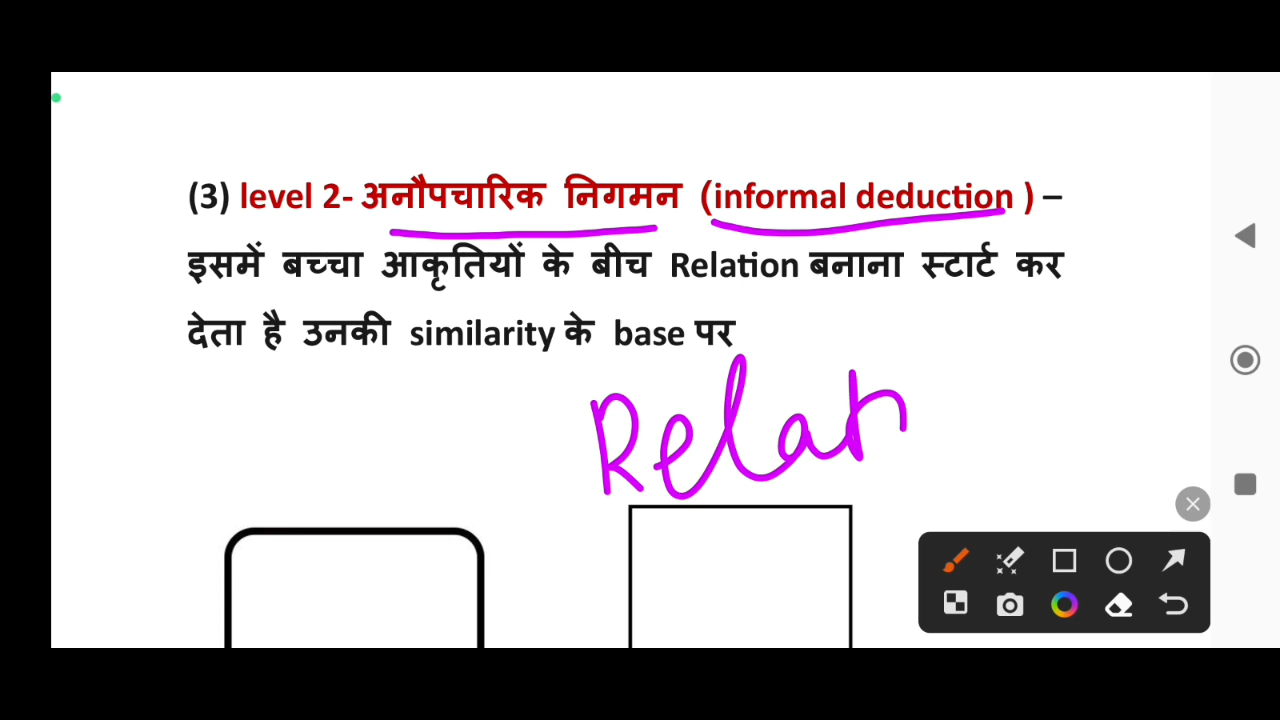 (3) level 2- अनौपचारिक निगमन (informal deduction ) –
इसमें बच्चा आकृतियों के बीच Relation बनाना स्टार्ट कर
देता है उनकी similarity के base पर
Relat